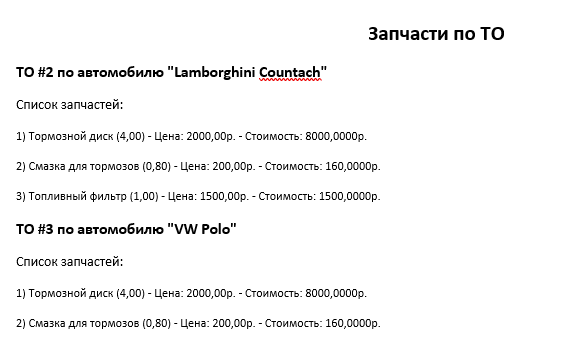 Запчасти по ТО
ТО #2 по автомобилю "Lamborghini Countach"
Список запчастей:
1) Тормозной диск (4,00) - Цена: 2000,00р. - Стоимость: 8000,0000р.
2) Смазка для тормозов (0,80) - Цена: 200,00р. - Стоимость: 160,0000р.
3) Топливный фильтр (1,00) - Цена: 1500,00р. - Стоимость: 1500,0000р.
ТО #3 по автомобилю "VW Polo"
Список запчастей:
1) Тормозной диск (4,00) - Цена: 2000,00р. - Стоимость: 8000,0000р.
2) Смазка для тормозов (0,80) - Цена: 200,00р. - Стоимость: 160,0000р.